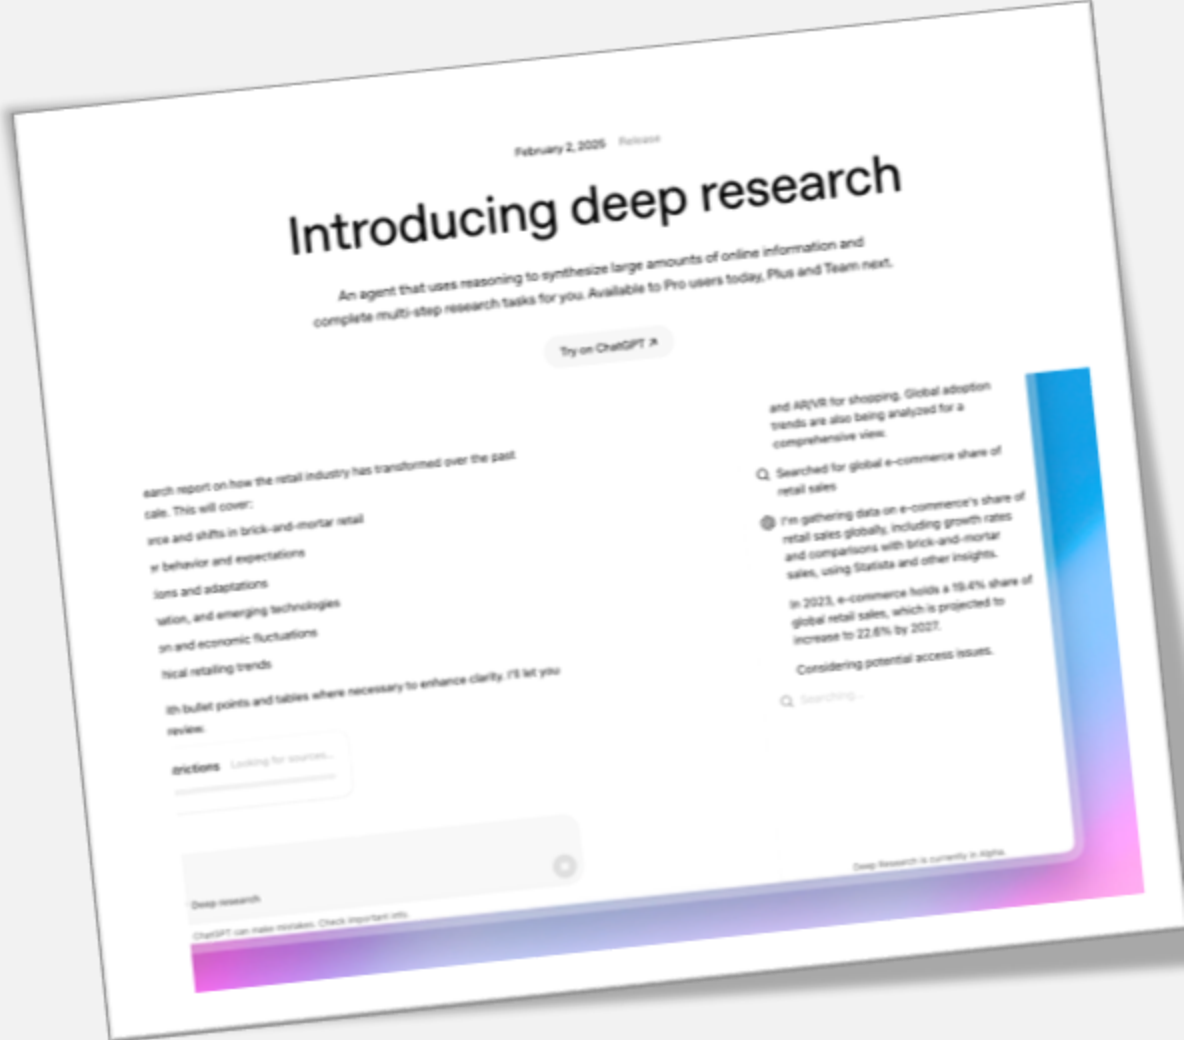 February 2, 2025 Release
Introducing deep research
An agent that uses reasoning to synthesize large amounts of online information and
complete multi-step research tasks for you. Available to Pro users today, Plus and Team next.
Try on ChatGPT ↗
earch report on how the retail industry has transformed over the past
cale. This will cover:
irce and shifts in brick-and-mortar retail
er behavior and expectations
ions and adaptations
vation, and emerging technologies
on and economic fluctuations
hical retailing trends
ith bullet points and tables where necessary to enhance clarity. I'll let you
review.
trictions Looking for sources...
Deep research
ChatGPT can make mistakes. Check important info.
and AR/VR for shopping. Global adoption
trends are also being analyzed for a
comprehensive view.
Searched for global e-commerce share of
retail sales
I'm gathering data on e-commerce's share of
retail sales globally, including growth rates
and comparisons with brick-and-mortar
sales, using Statista and other insights.
In 2023, e-commerce holds a 19.4% share of
global retail sales, which is projected to
increase to 22.6% by 2027.
Considering potential access issues.
Searching...
Deep Research is currently in Alpha.